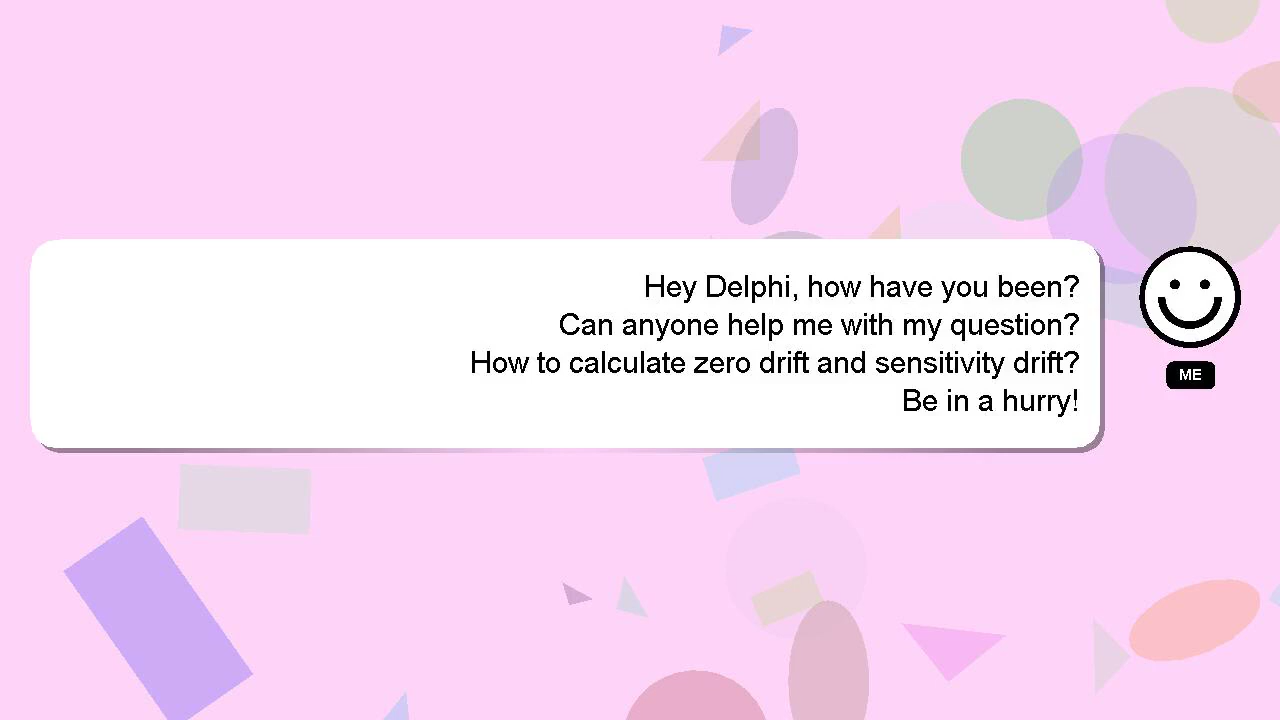 Hey Delphi, how have you been?
Can anyone help me with my question?
How to calculate zero drift and sensitivity drift?
Be in a hurry!
ME